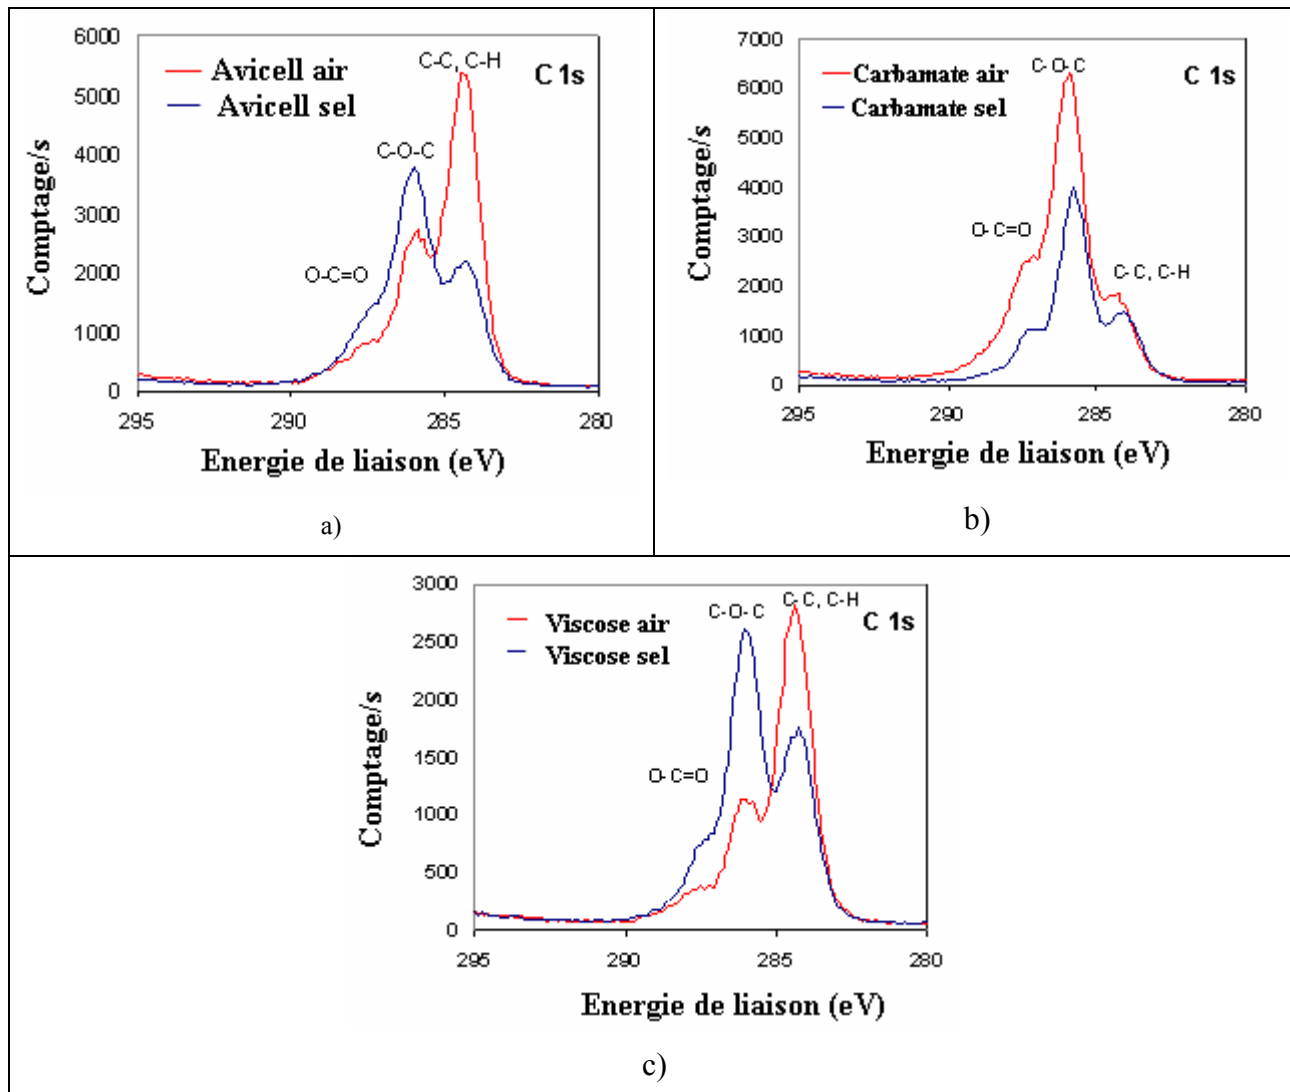 6000
5000
4000
3000
2000
1000
0
Comptage/s
Avicell air
Avicell sel
C-C, C-H
C 1s
C-O-C
O-C=O
295
290
285
280
Energie de liaison (eV)
a)
7000
6000
5000
4000
3000
2000
1000
0
Comptage/s
Carbamate air
Carbamate sel
C-O-C
C 1s
O-C=O
C-C, C-H
295
290
285
280
Energie de liaison (eV)
b)
3000
2500
2000
1500
1000
500
0
Comptage/s
Viscose air
Viscose sel
C-O-C
C-C, C-H
C 1s
O-C=O
295
290
285
280
Energie de liaison (eV)
c)